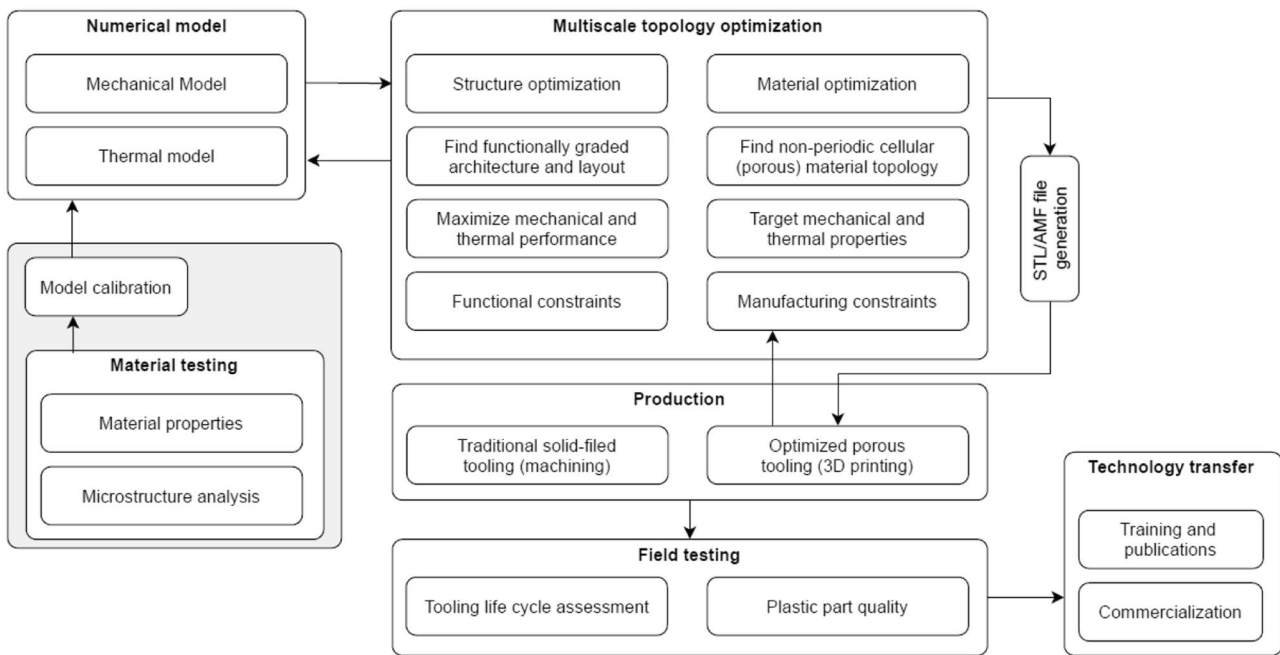 Numerical model
Mechanical Model
Thermal model
Model calibration
Material testing
Material properties
Microstructure analysis
Multiscale topology optimization
Structure optimization
Material optimization
Find functionally graded
architecture and layout
Find non-periodic cellular
(porous) material topology
Maximize mechanical and
thermal performance
Target mechanical and
thermal properties
Functional constraints
Manufacturing constraints
STL/AMF file
generation
Production
Traditional solid-filed
tooling (machining)
Optimized porous
tooling (3D printing)
Field testing
Tooling life cycle assessment
Plastic part quality
Technology transfer
Training and
publications
Commercialization